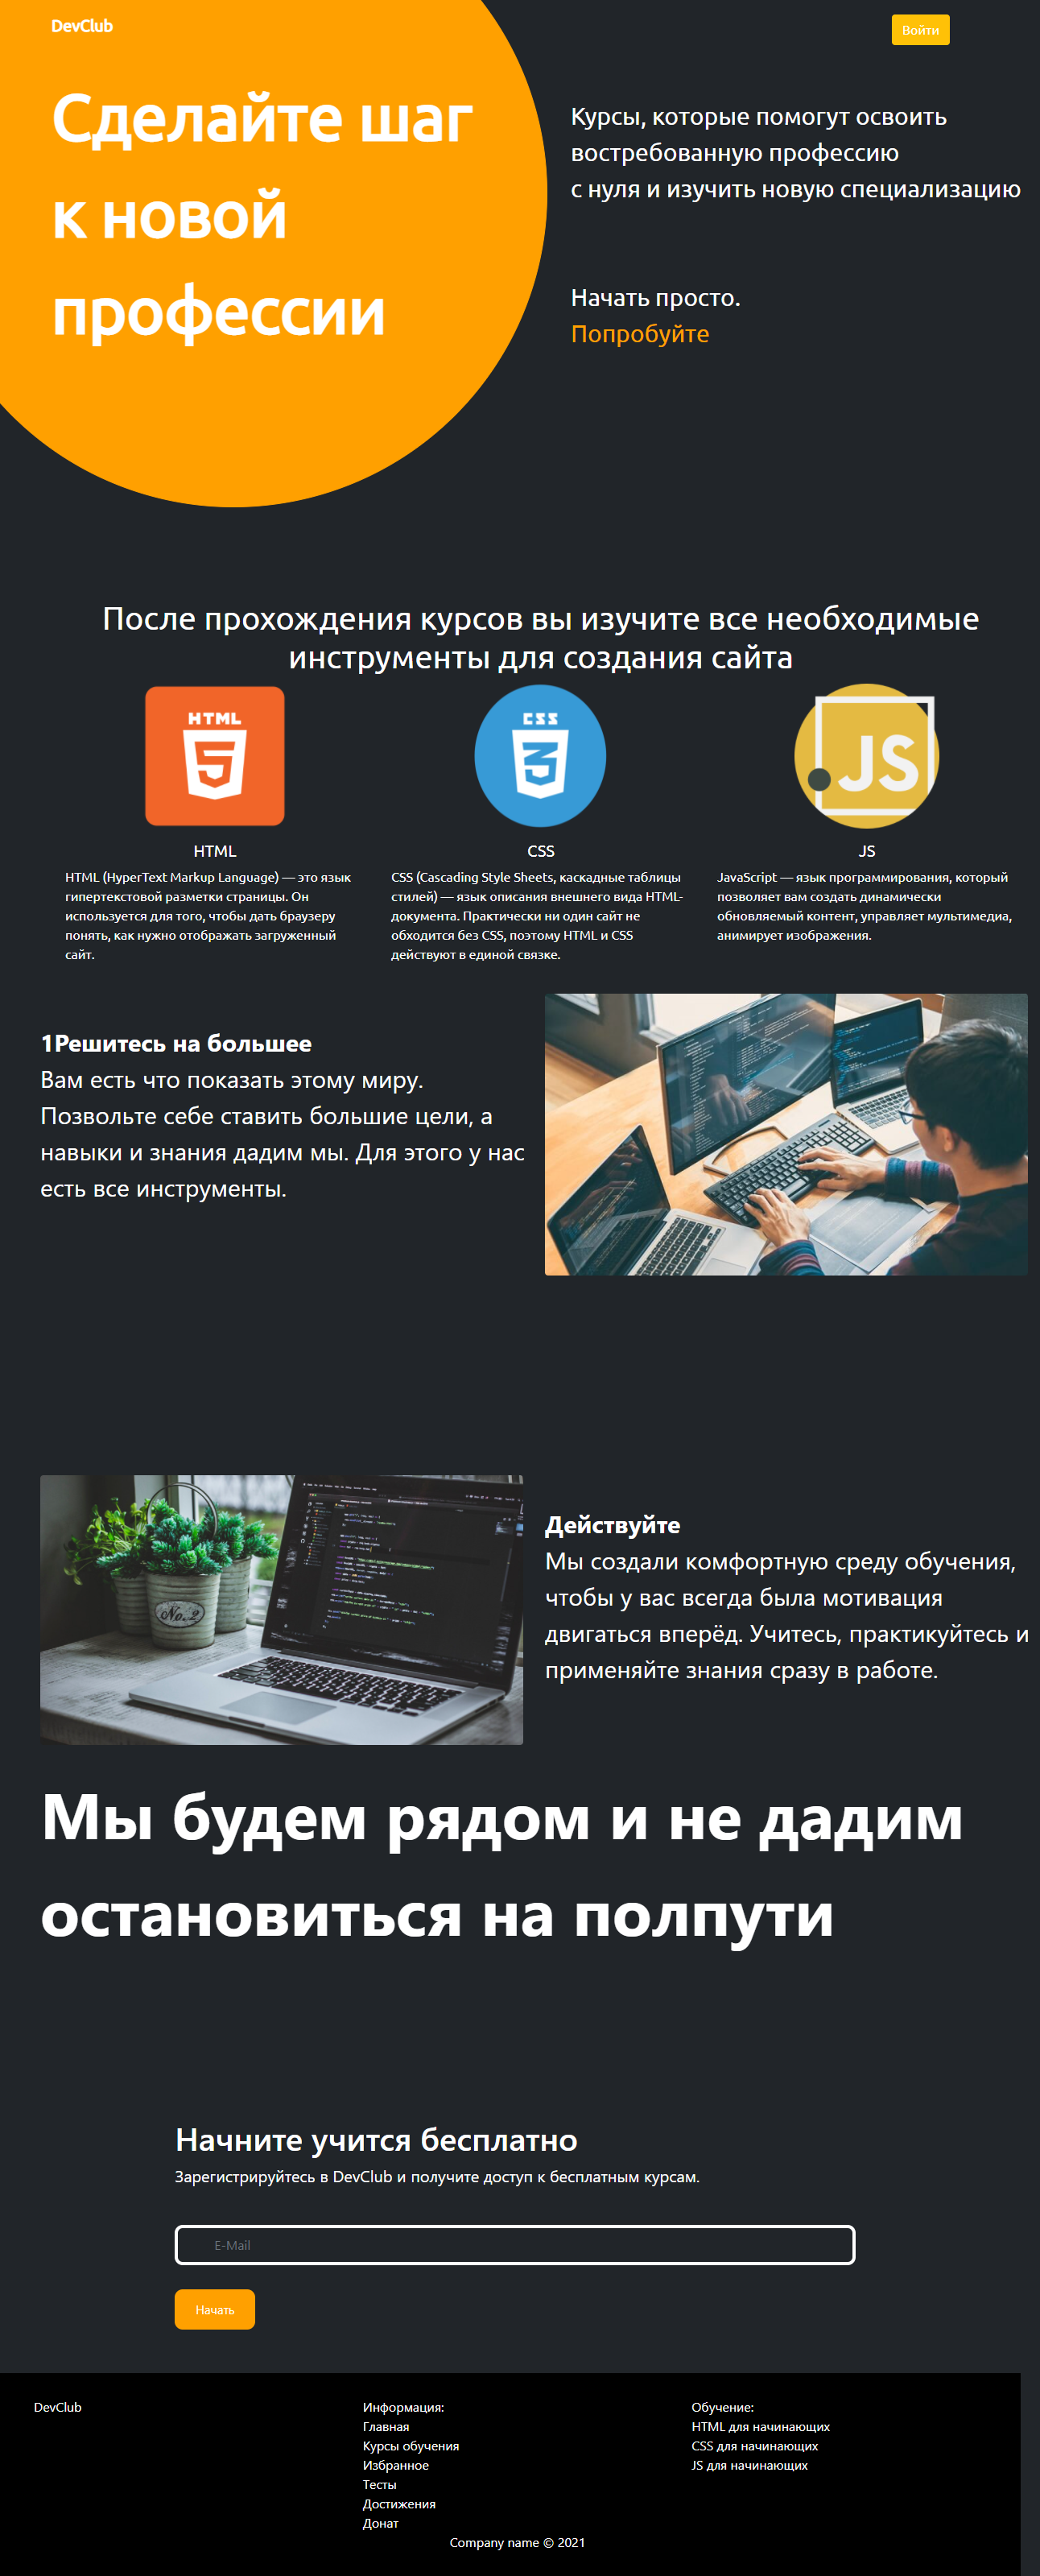 DevClub
Войти
Сделайте шаг
к новой
профессии
Курсы, которые помогут освоить
востребованную профессию
с нуля и изучить новую специализацию
Начать просто.
Попробуйте
После прохождения курсов вы изучите все необходимые
инструменты для создания сайта
HTML
5
CSS
3
JS
HTML
HTML (HyperText Markup Language) — это язык
гипертекстовой разметки страницы. Он
используется для того, чтобы дать браузеру
понять, как нужно отображать загруженный
сайт.
CSS
CSS (Cascading Style Sheets, каскадные таблицы
стилей) — язык описания внешнего вида HTML-
документа. Практически ни один сайт не
обходится без CSS, поэтому HTML и CSS
действуют в единой связке.
JS
JavaScript — язык программирования, который
позволяет вам создать динамически
обновляемый контент, управляет мультимедиа,
анимирует изображения.
1Решитесь на большее
Вам есть что показать этому миру.
Позвольте себе ставить большие цели, а
навыки и знания дадим мы. Для этого у нас
есть все инструменты.
No. 2
Действуйте
Мы создали комфортную среду обучения,
чтобы у вас всегда была мотивация
двигаться вперёд. Учитесь, практикуйтесь и
применяйте знания сразу в работе.
Мы будем рядом и не дадим
остановиться на полпути
Начните учится бесплатно
Зарегистрируйтесь в DevClub и получите доступ к бесплатным курсам.
E-Mail
Начать
DevClub
Информация:
Главная
Курсы обучения
Избранное
Тесты
Достижения
Донат
Обучение:
HTML для начинающих
CSS для начинающих
JS для начинающих
Company name © 2021